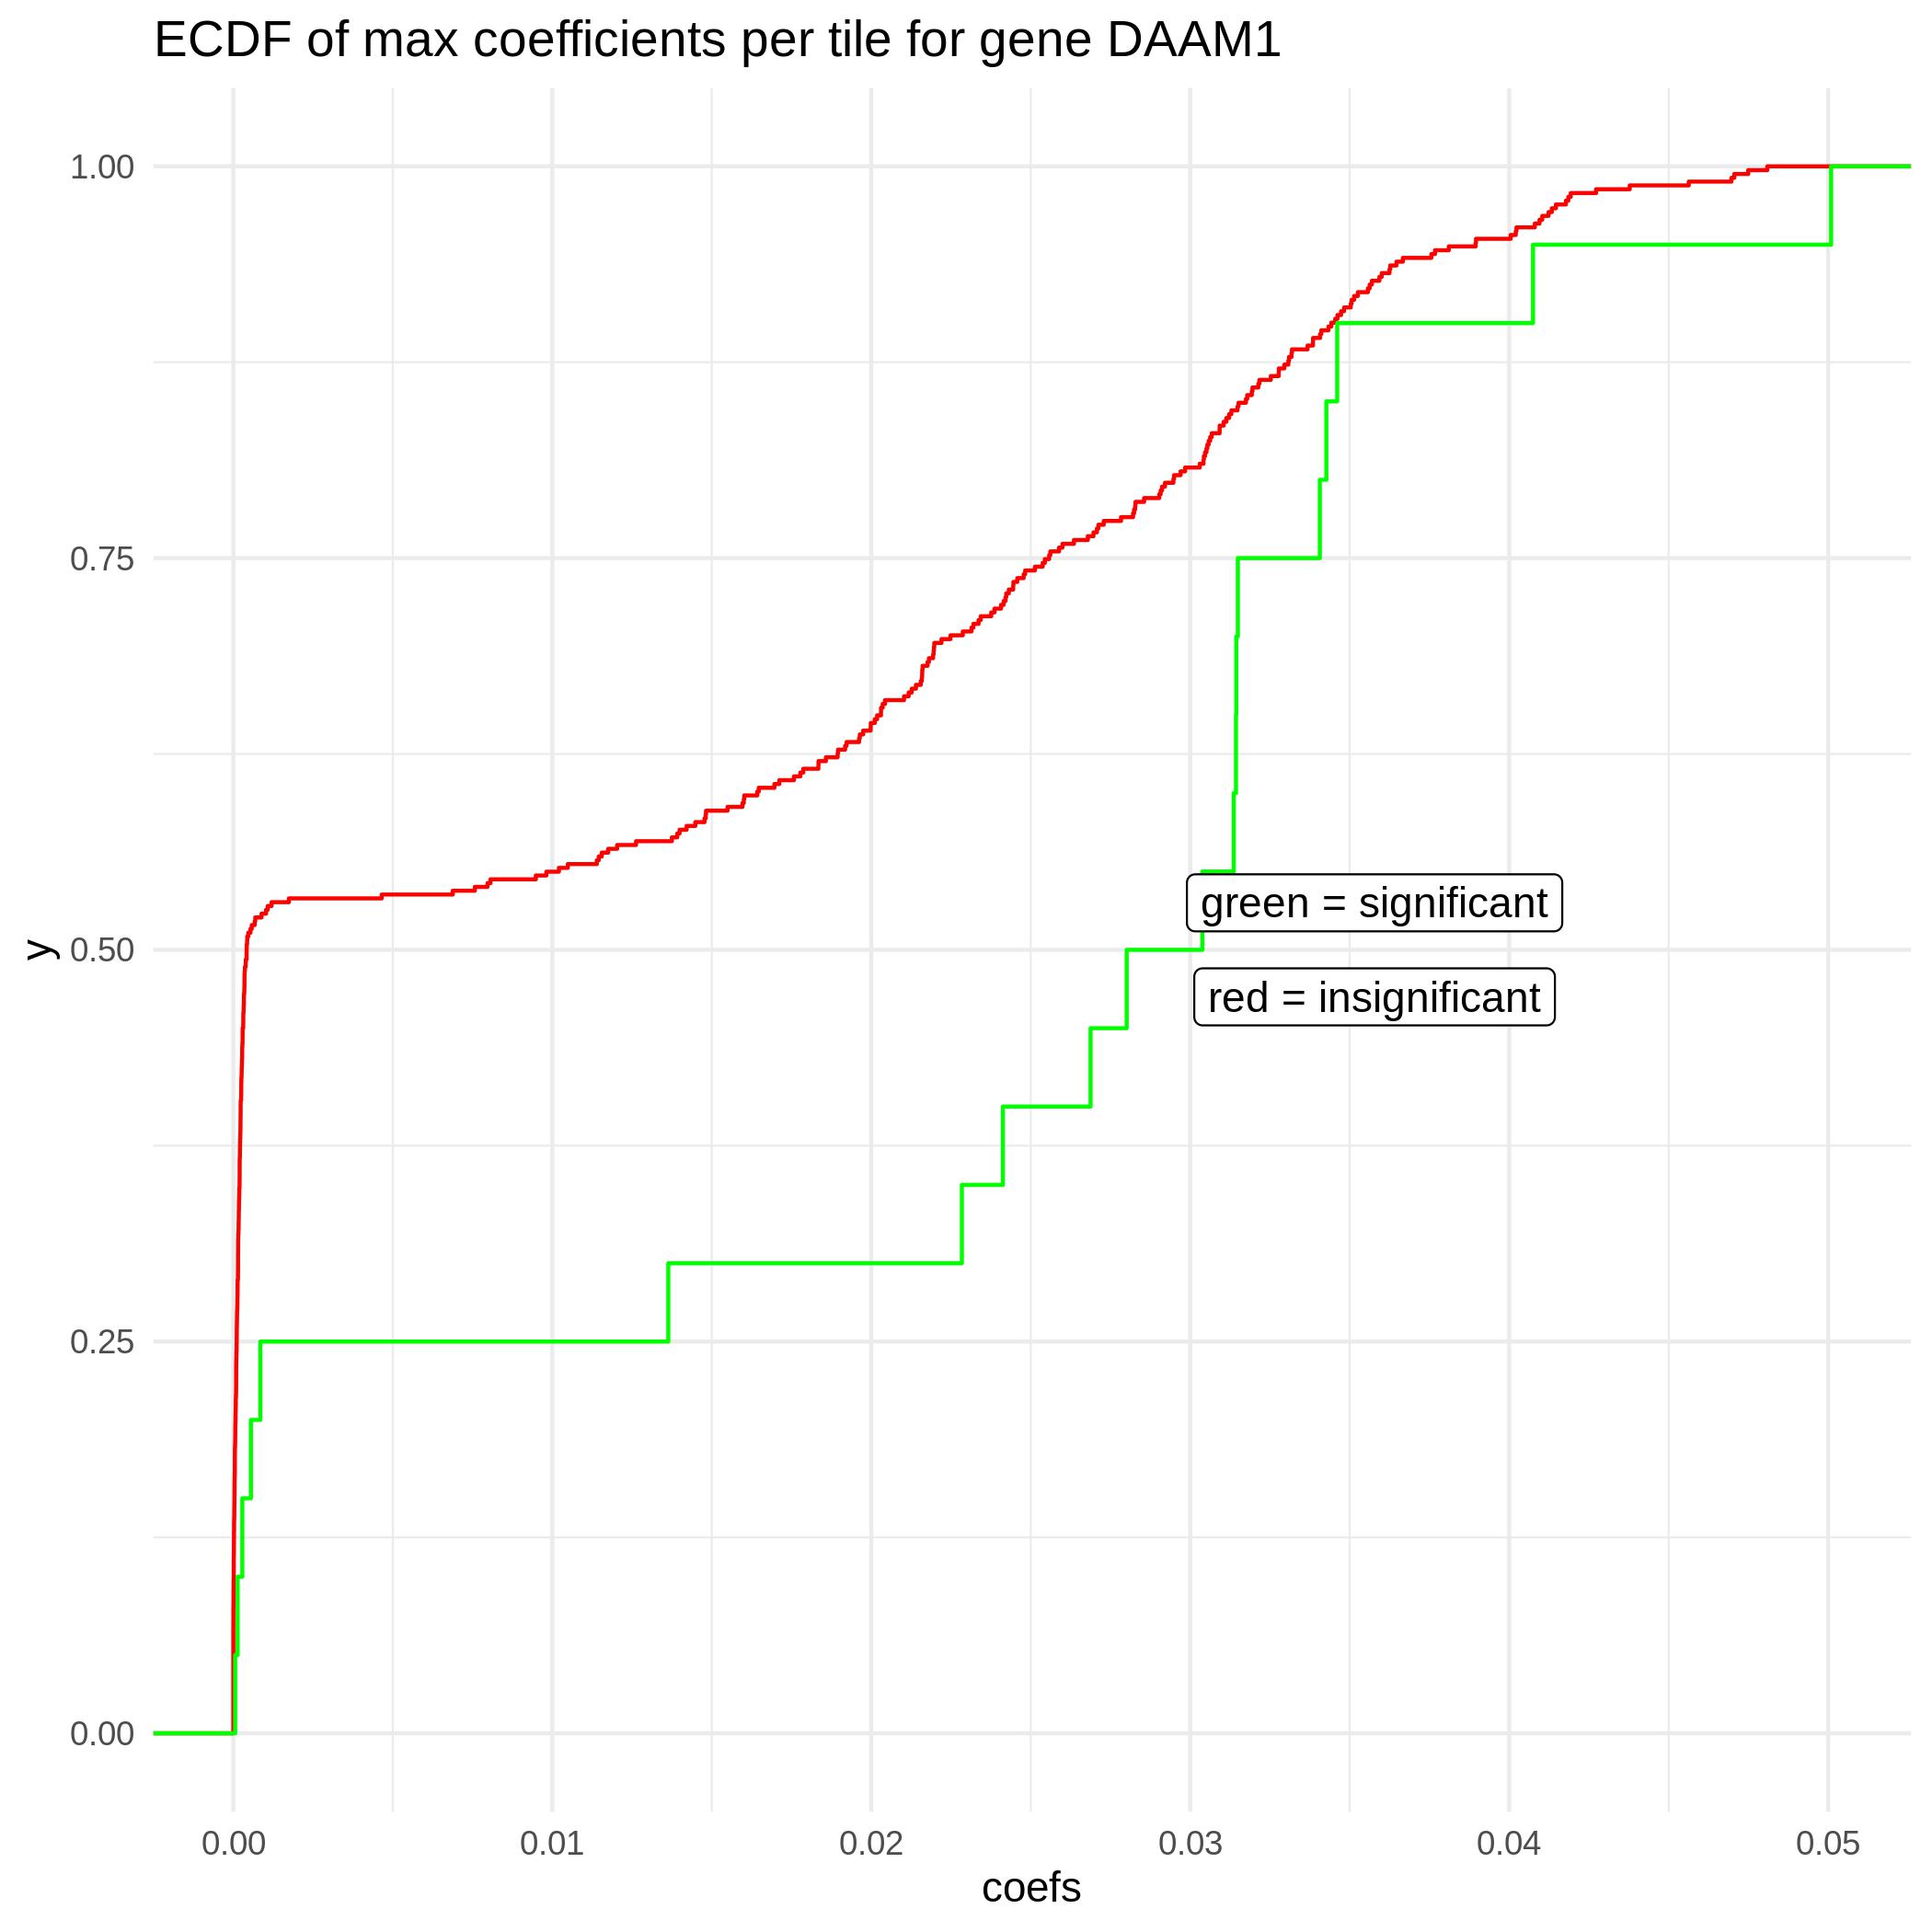 ECDF of max coefficients per tile for gene DAAM1
1.00
0.75
0.50
0.25
0.00
y
green = significant
red = insignificant
0.00 0.01 0.02 0.03 0.04 0.05
coefs